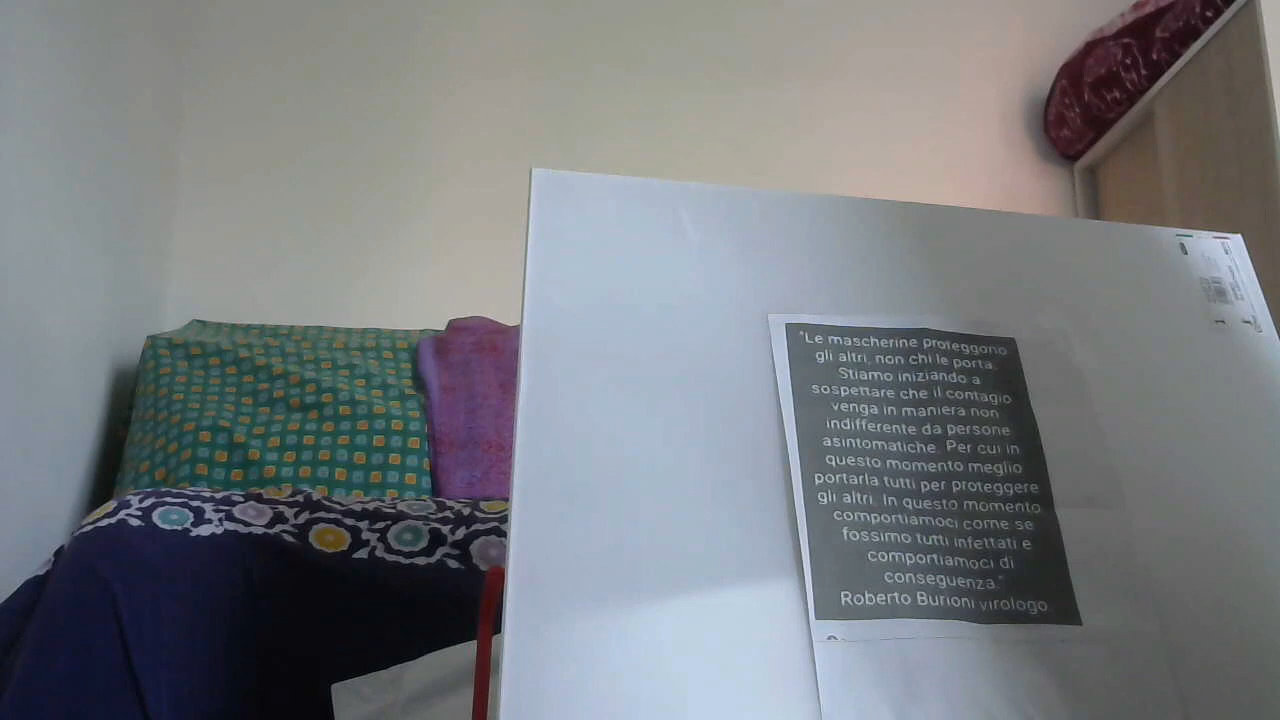 "Le mascherine proteggono
gli altri, non chi le porta.
Stiamo iniziando a
sospettare che il contagio
venga in maniera non
indifferente da persone
asintomatiche. Per cui in
questo momento meglio
portarla tutti per proteggere
gli altri. In questo momento
comportiamoci come se
fossimo tutti infettati e
comportiamoci di
conseguenza."
Roberto Burioni virologo